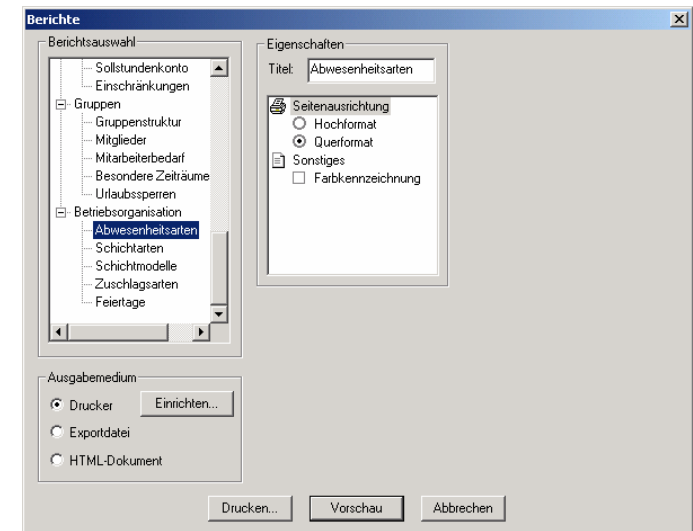 Berichte
Berichtsauswahl
Sollstundenkonto
Einschränkungen
Gruppen
Gruppenstruktur
Mitglieder
Mitarbeiterbedarf
Besondere Zeiträume
Urlaubssperren
Betriebsorganisation
Abwesenheitsarten
Schichtarten
Schichtmodelle
Zuschlagsarten
Feiertage
Eigenschaften
Titel: Abwesenheitsarten
Seitenausrichtung
Hochformat
Querformat
Sonstiges
Farbkennzeichnung
Ausgabemedium
Drucker Einrichten...
Exportdatei
HTML-Dokument
Drucken... Vorschau Abbrechen